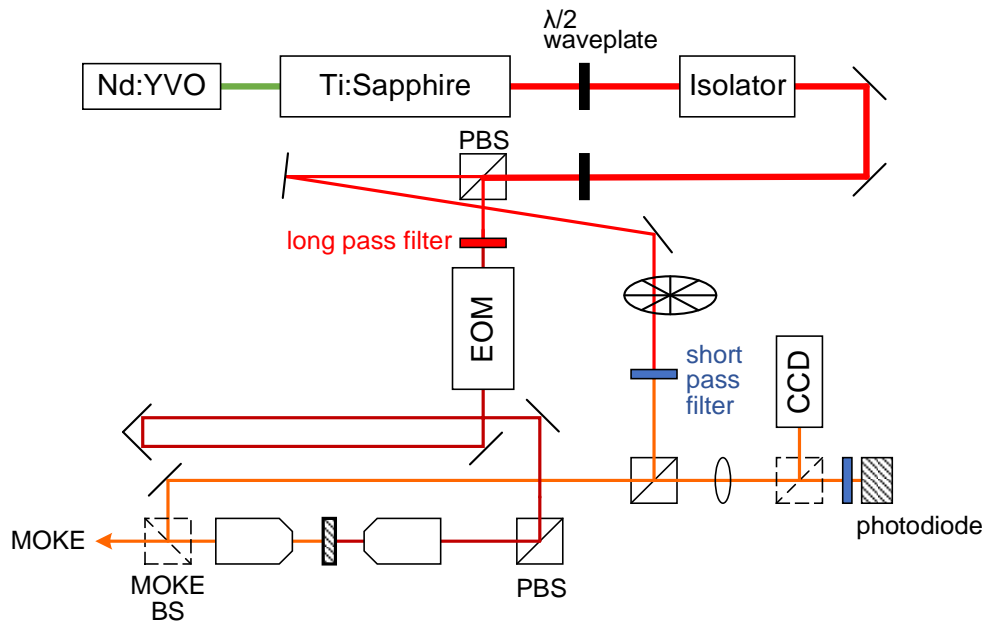 λ/2
waveplate
Nd:YVO
Ti:Sapphire
Isolator
PBS
long pass filter
EOM
short
pass
filter
CCD
photodiode
MOKE
MOKE
BS
PBS